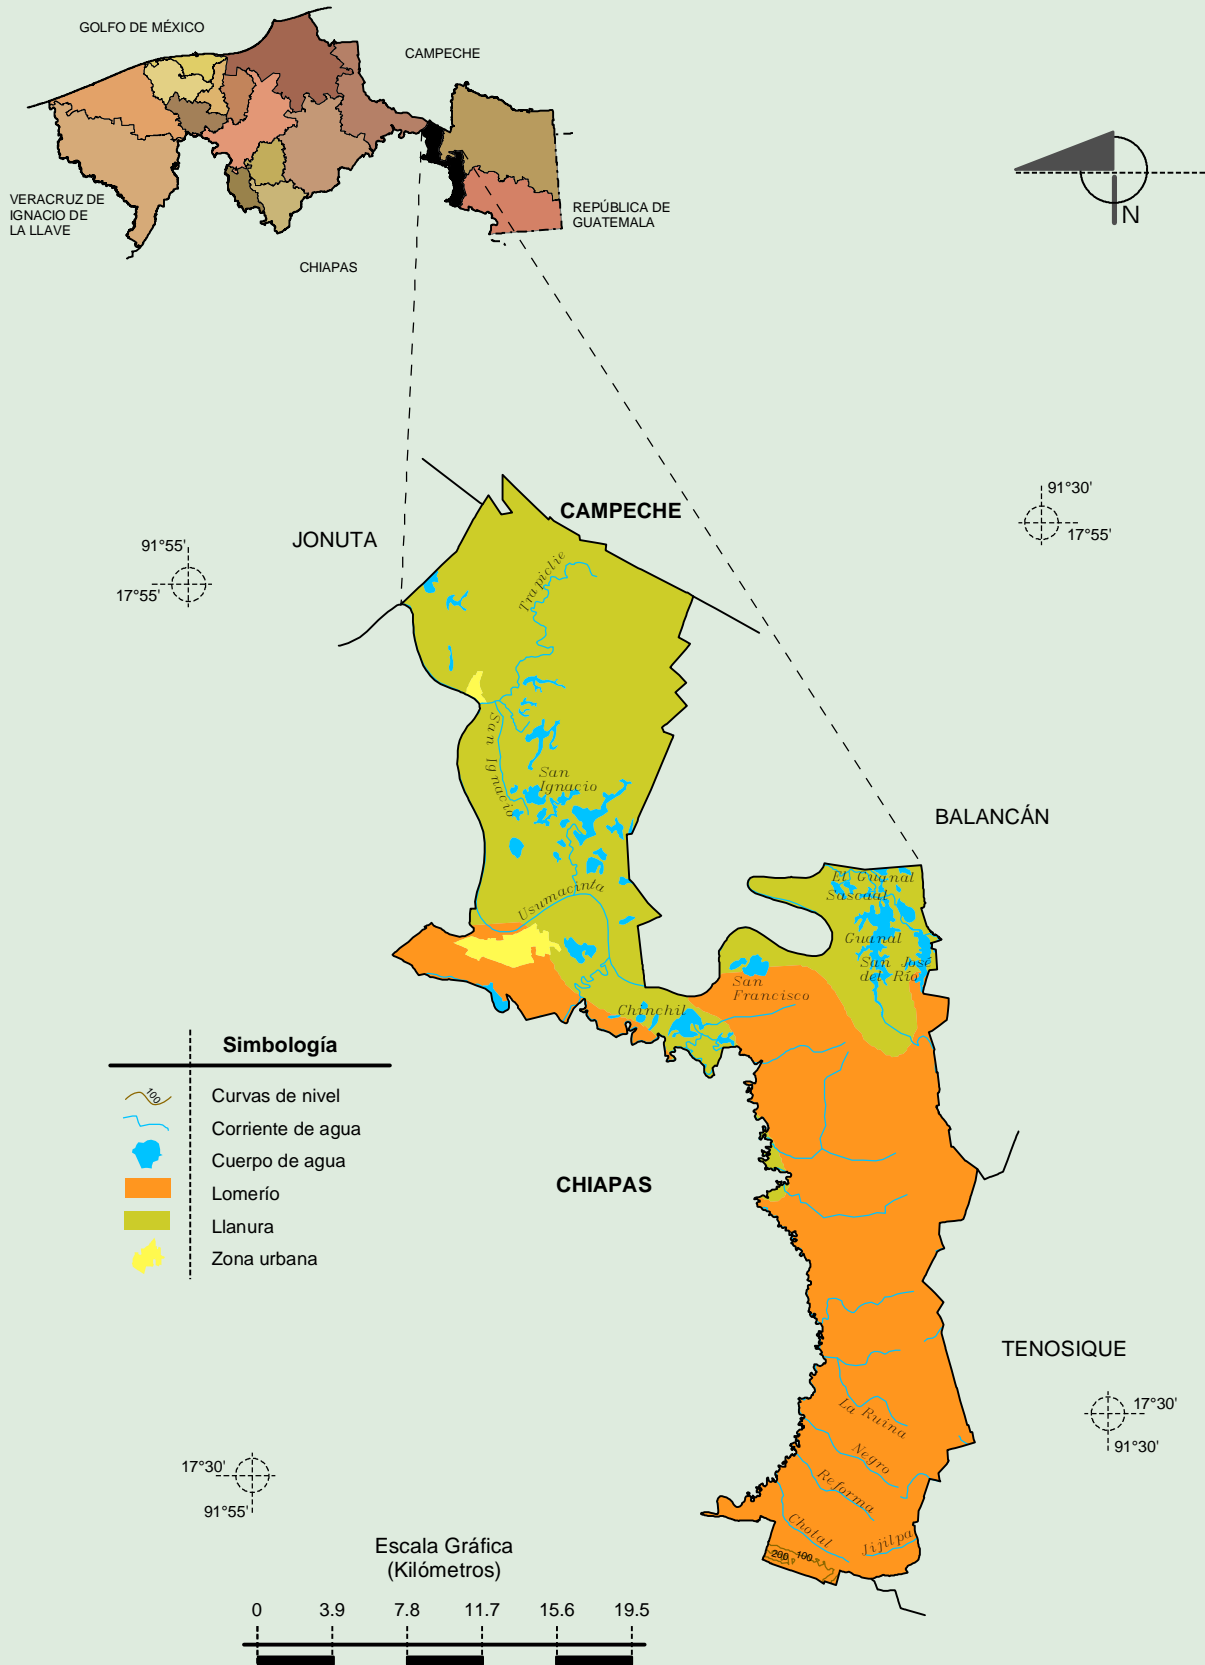 GOLFO DE MÉXICO
CAMPECHE
VERACRUZ DE
IGNACIO DE
LA LLAVE
REPÚBLICA DE
GUATEMALA
CHIAPAS
N
91°30'
17°55'
CAMPECHE
JONUTA
91°55'
17°55'
Trapiclie
San Ignacio
San
Ignacio
BALANCÁN
El Guanal
Sascaal
Usumacinta
Guanal
San José
del Río
San
Francisco
Chinchil
Simbología
100
Curvas de nivel
Corriente de agua
Cuerpo de agua
Lomerío
Llanura
Zona urbana
CHIAPAS
TENOSIQUE
La Ruina
17°30'
91°30'
Negro
17°30'
91°55'
Reforma
Chotal
Jijilpa
200 100
Escala Gráfica
(Kilómetros)
0 3.9 7.8 11.7 15.6 19.5